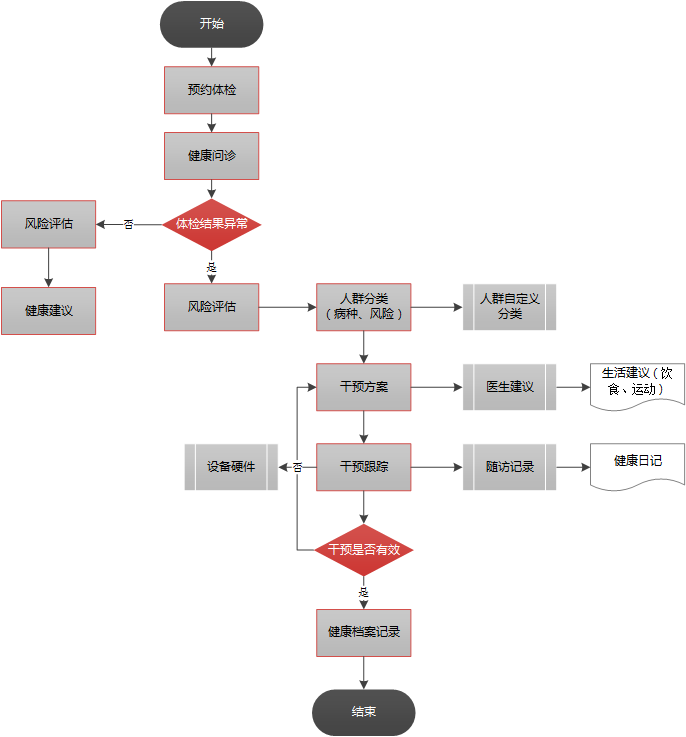 开始
预约体检
健康问诊
体检结果异常
否
风险评估
健康建议
是
风险评估
人群分类
（病种、风险）
人群自定义
分类
干预方案
医生建议
生活建议（饮
食、运动）
设备硬件
否
干预跟踪
随访记录
健康日记
干预是否有效
是
健康档案记录
结束